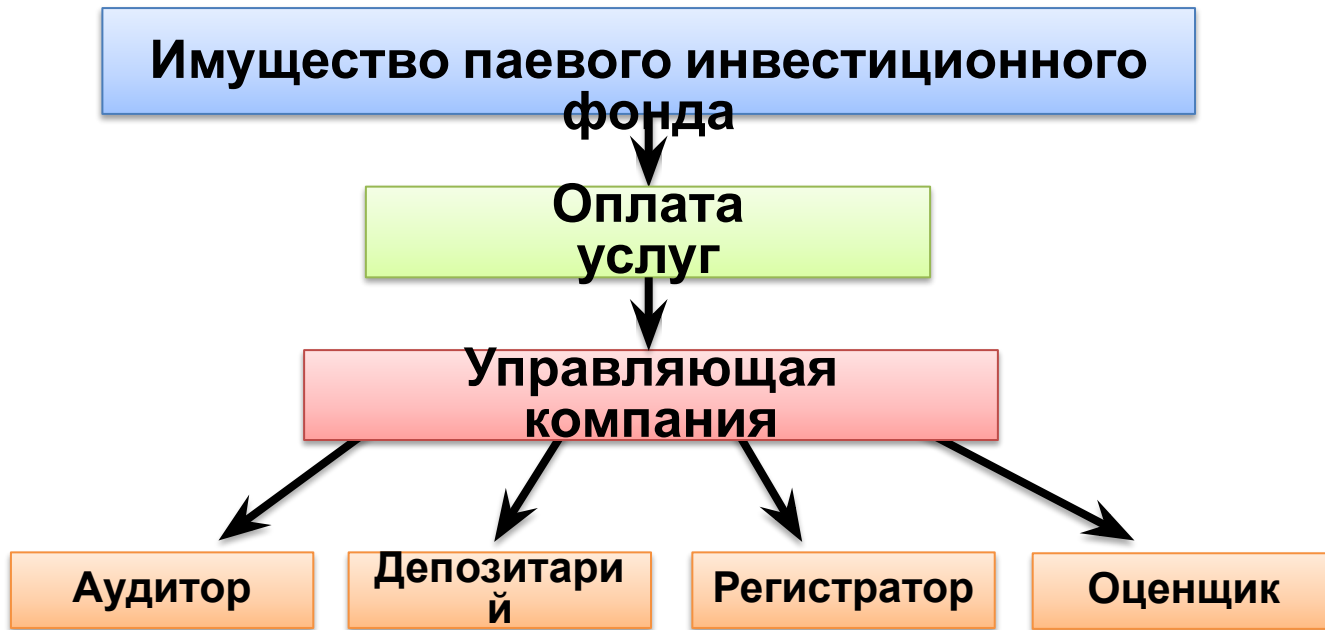 Имущество паевого инвестиционного
фонда
Оплата
услуг
Управляющая
компания
Аудитор
Депозитари
й
Регистратор
Оценщик